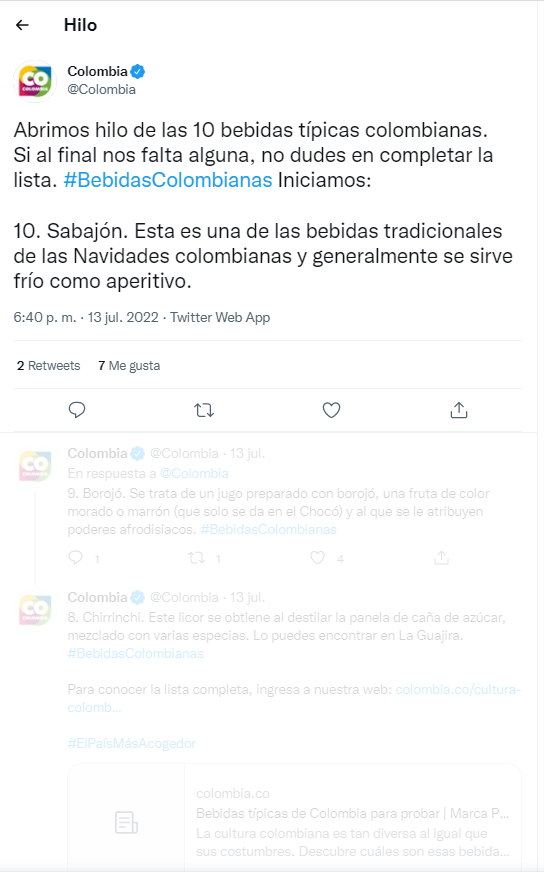 Hilo
CO
COLOMBIA
Colombia
@Colombia
Abrimos hilo de las 10 bebidas típicas colombianas.
Si al final nos falta alguna, no dudes en completar la
lista. #BebidasColombianas Iniciamos:
10. Sabajón. Esta es una de las bebidas tradicionales
de las Navidades colombianas y generalmente se sirve
frío como aperitivo.
6:40 p. m. · 13 jul. 2022 · Twitter Web App
2 Retweets 7 Me gusta
CO
Colombia @Colombia · 13 jul.
En respuesta a @Colombia
9. Borojó. Se trata de un jugo preparado con borojó, una fruta de color
morado o marrón (que solo se da en el Chocó) y al que se le atribuyen
poderes afrodisiacos. #BebidasColombianas
1 1 4
CO
Colombia @Colombia · 13 jul.
8. Chirrinchi. Este licor se obtiene al destilar la panela de caña de azúcar,
mezclado con varias especias. Lo puedes encontrar en La Guajira.
#BebidasColombianas
Para conocer la lista completa, ingresa a nuestra web: colombia.co/cultura-
colomb...
#ElPaísMásAcogedor
colombia.co
Bebidas típicas de Colombia para probar | Marca P...
La cultura colombiana es tan diversa al igual que
sus costumbres. Descubre cuáles son esas bebida...